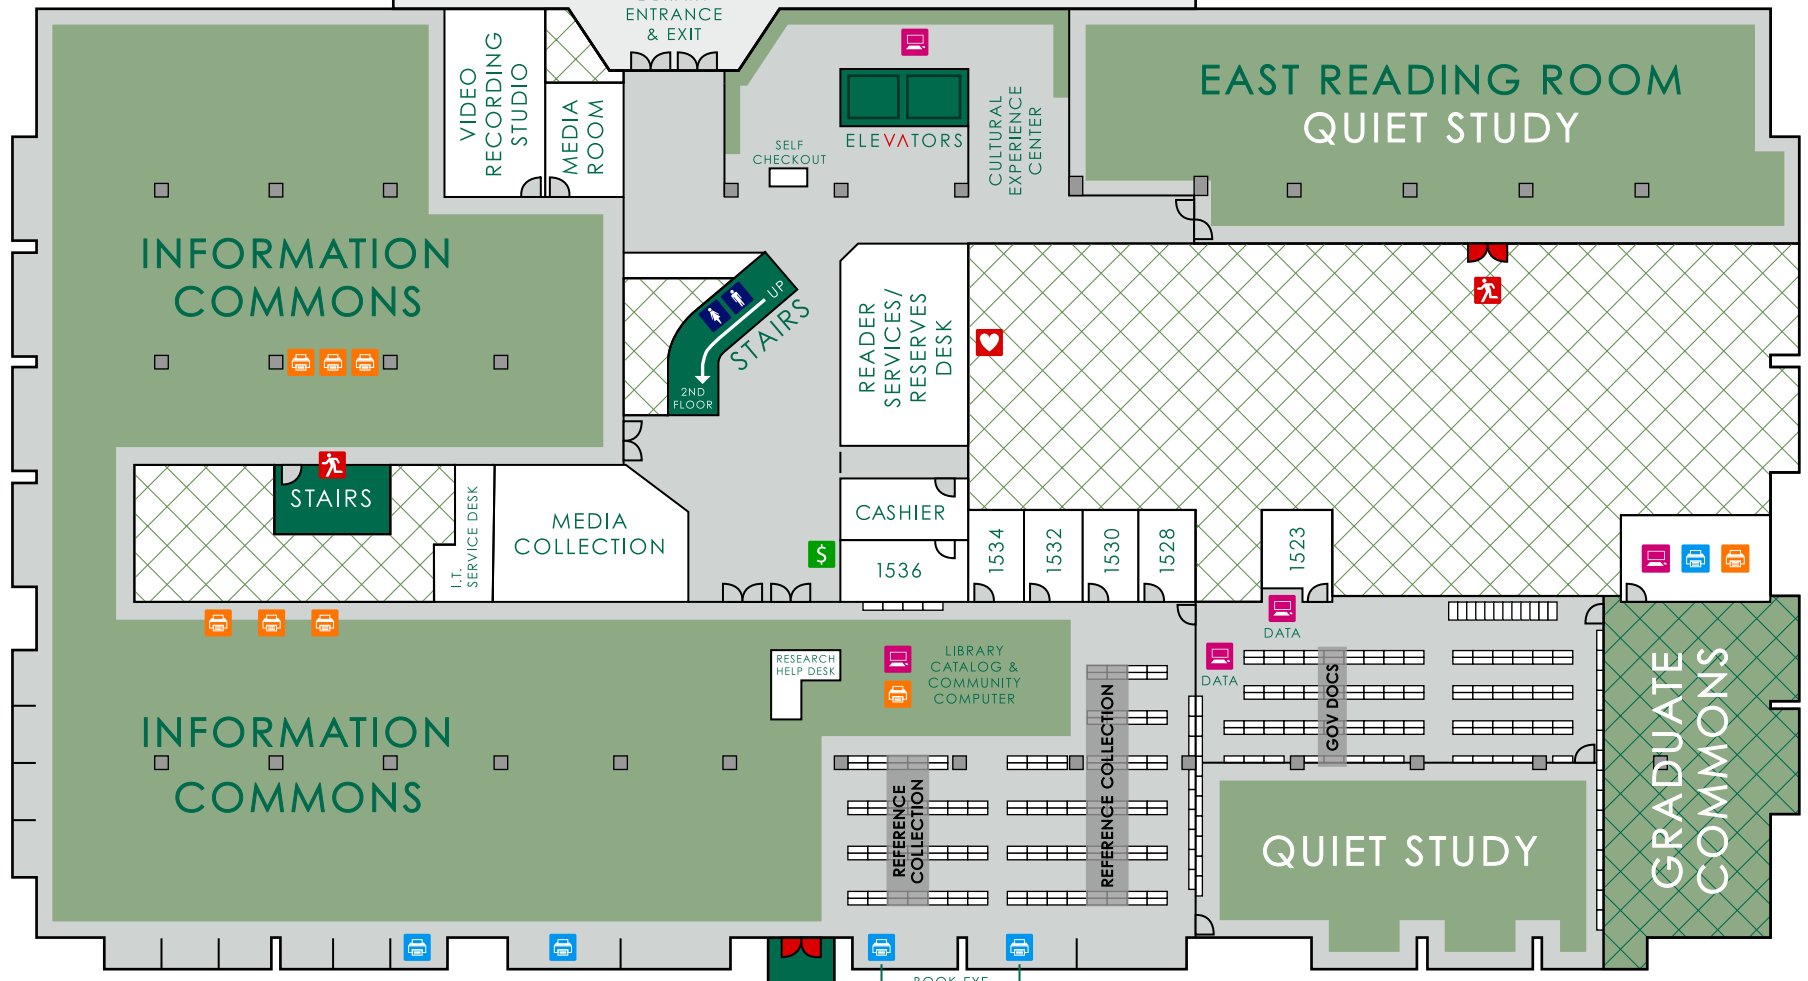 ENTRANCE
& EXIT
VIDEO
RECORDING
STUDIO
MEDIA
ROOM
SELF
CHECKOUT
ELEVATORS
CULTURAL
EXPERIENCE
CENTER
EAST READING ROOM
QUIET STUDY
INFORMATION
COMMONS
UP
STAIRS
2ND
FLOOR
READER
SERVICES/
RESERVES
DESK
STAIRS
I.T.
SERVICE DESK
MEDIA
COLLECTION
CASHIER
$
1536
1534
1532
1530
1528
1523
DATA
DATA
RESEARCH
HELP DESK
LIBRARY
CATALOG &
COMMUNITY
COMPUTER
INFORMATION
COMMONS
REFERENCE
COLLECTION
REFERENCE COLLECTION
GOV DOCS
QUIET STUDY
GRADUATE
COMMONS
BOOK EYE